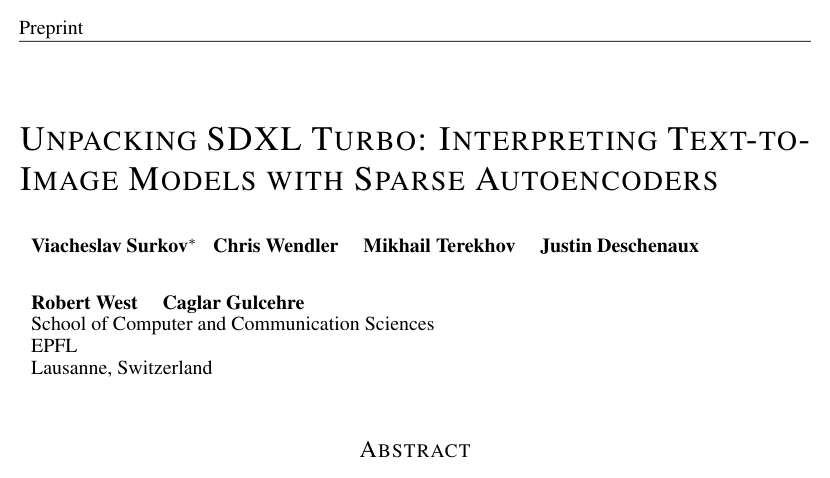 Preprint
UNPACKING SDXL TURBO: INTERPRETING TEXT-TO-
IMAGE MODELS WITH SPARSE AUTOENCODERS
Viacheslav Surkov* Chris Wendler Mikhail Terekhov Justin Deschenaux
Robert West Caglar Gulcehre
School of Computer and Communication Sciences
EPFL
Lausanne, Switzerland
ABSTRACT